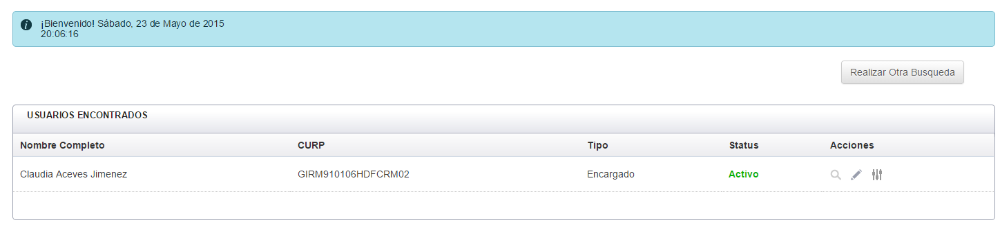 ¡Bienvenido! Sábado, 23 de Mayo de 2015
20:06:16
Realizar Otra Busqueda
USUARIOS ENCONTRADOS
Nombre Completo CURP Tipo Status Acciones
Claudia Aceves Jimenez GIRM910106HDFCRM02 Encargado Activo